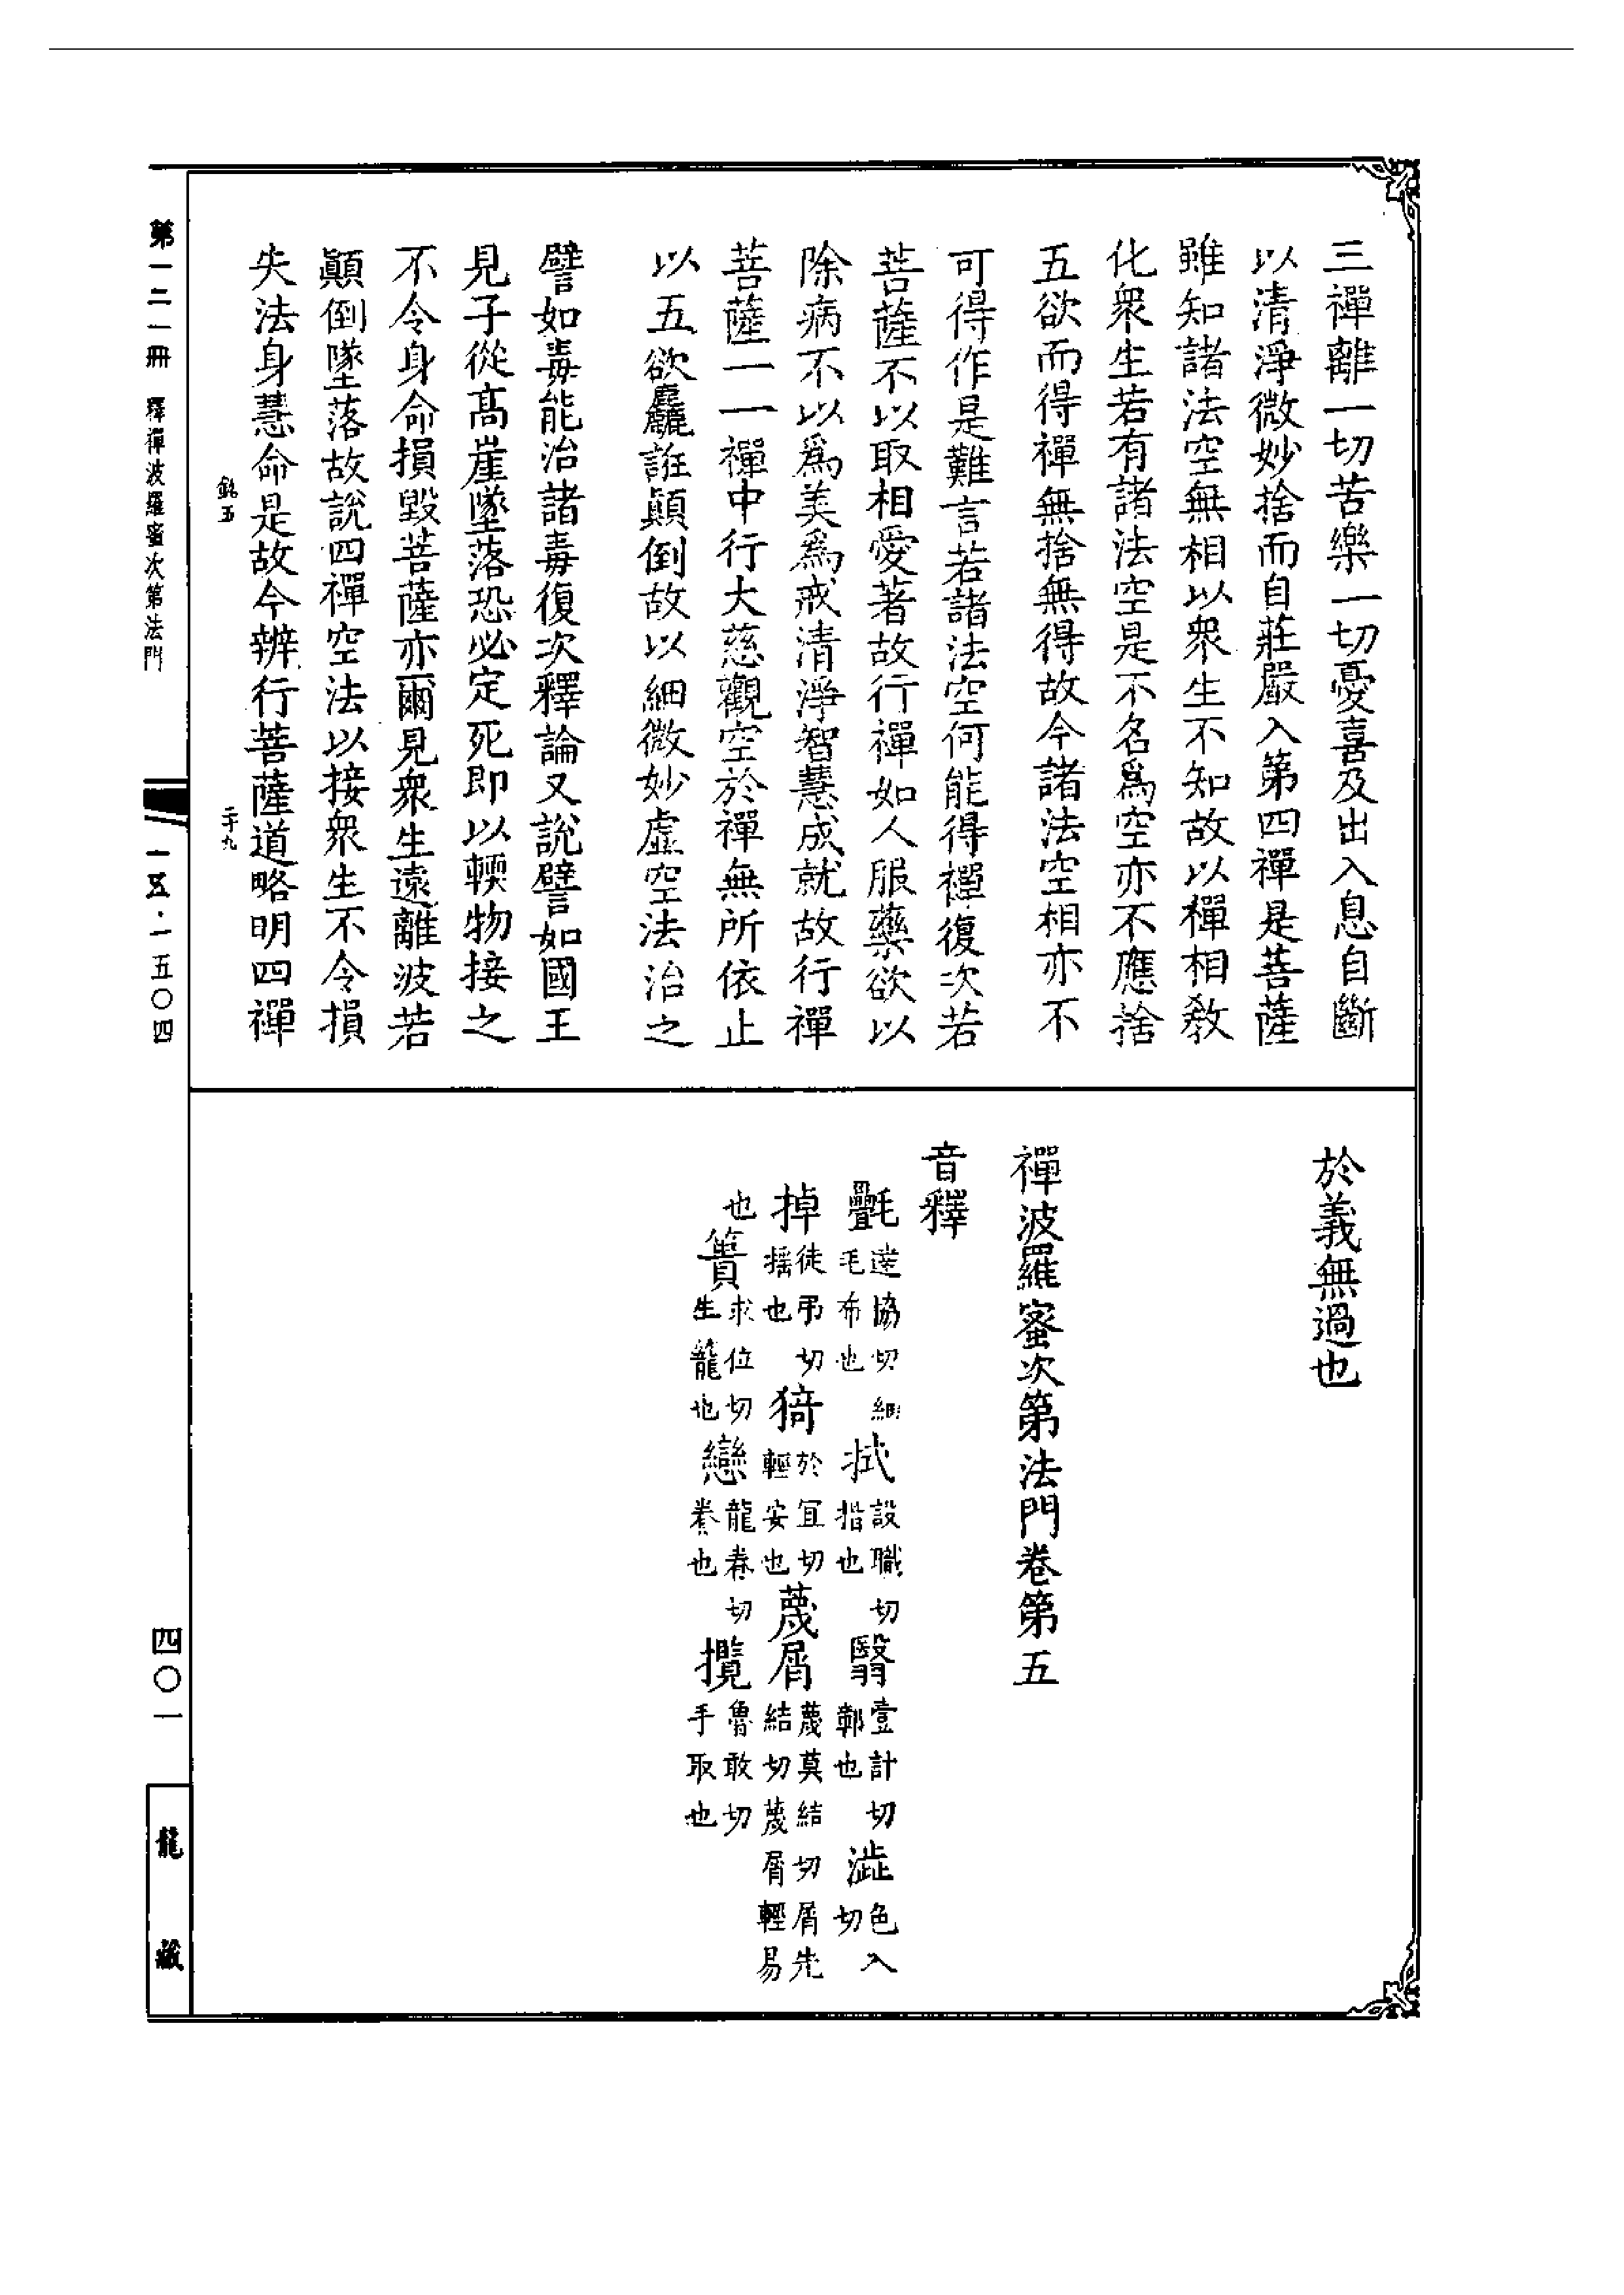 三禪離一切苦樂一切憂喜及出入息自斷
以清淨微妙捨而自莊嚴入第四禪是菩薩
雖知諸法空無相以衆生不知故以禪相教
化衆生若有諸法空是不名爲空亦不應捨
五欲而得禪無捨無得故今諸法空相亦不
可得作是難言若諸法空何能得禪復次若
菩薩不以取相愛著故行禪如人服藥欲以
除病不以爲美爲戒清淨智慧成就故行禪
菩薩一一禪中行大慈觀空於禪無所依止
以五欲麤誑顛倒故以細微妙虛空法治之
譬如毒能治諸毒復次釋論又說譬如國王
見子從高崖墜落恐必定死即以輭物接之
不令身命損毀菩薩亦爾見衆生遠離波若
顛倒墜落故說四禪空法以接衆生不令損
失法身慧命是故今辨行菩薩道略明四禪
於義無過也
禪波羅蜜次第法門卷第五
音釋
氎達協切細毛布也 拭設職切揩也 翳壹計切鄣也 澁色入切
掉徒弔切揺也 猗於宜切輕安也 蔑屑蔑莫結切屑先結切蔑屑輕易也
簣求位切生籠也 戀龍眷切眷也 攬魯敢切手取也
第一二一冊 釋禪波羅蜜次第法門
一五・一五〇四
四〇一
龍藏
二十九